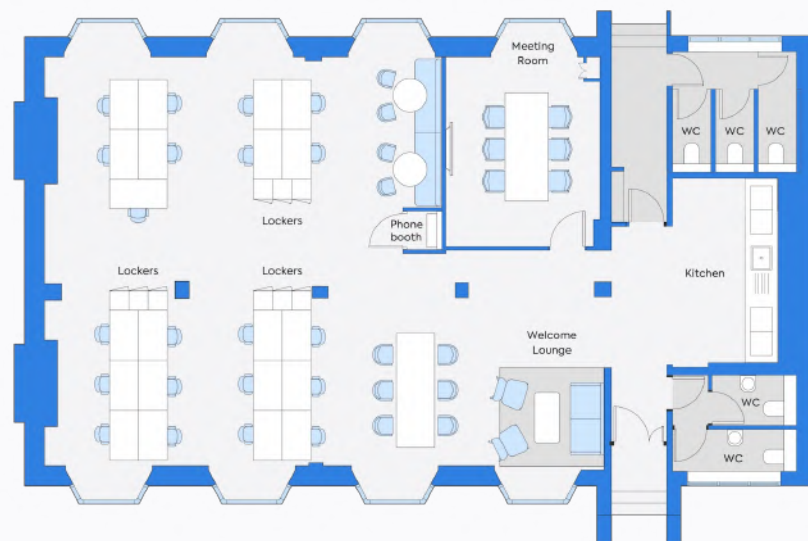 Meeting
Room
WC
WC
WC
Lockers
Phone
booth
Lockers
Lockers
Kitchen
Welcome
Lounge
WC
WC